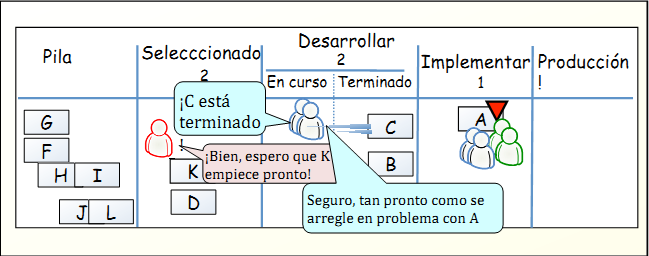 Pila
Selecccionado
2
Desarrollar
2
En curso
Terminado
Implementar
1
Producción
!
G
F
H
I
J
L
¡C está
terminado
¡Bien, espero que K
empiece pronto!
K
D
C
B
Seguro, tan pronto como se
arregle en problema con A
A